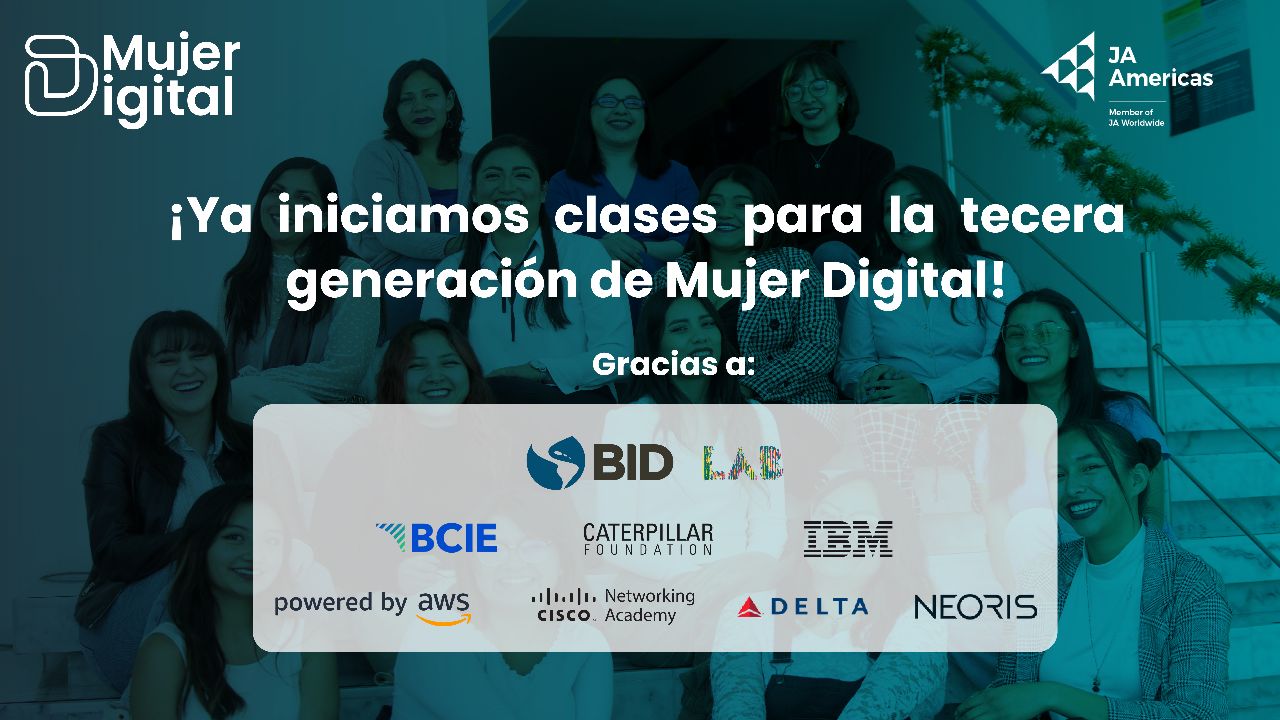 Mujer
Digital
JA
Americas
Member of
JA Worldwide
¡Ya iniciamos clases para la tecera
generación de Mujer Digital!
Gracias a:
BID LAB
BCIE
CATERPILLAR
FOUNDATION
IBM
powered by aws
CISCO Networking
Academy
DELTA
NEORIS